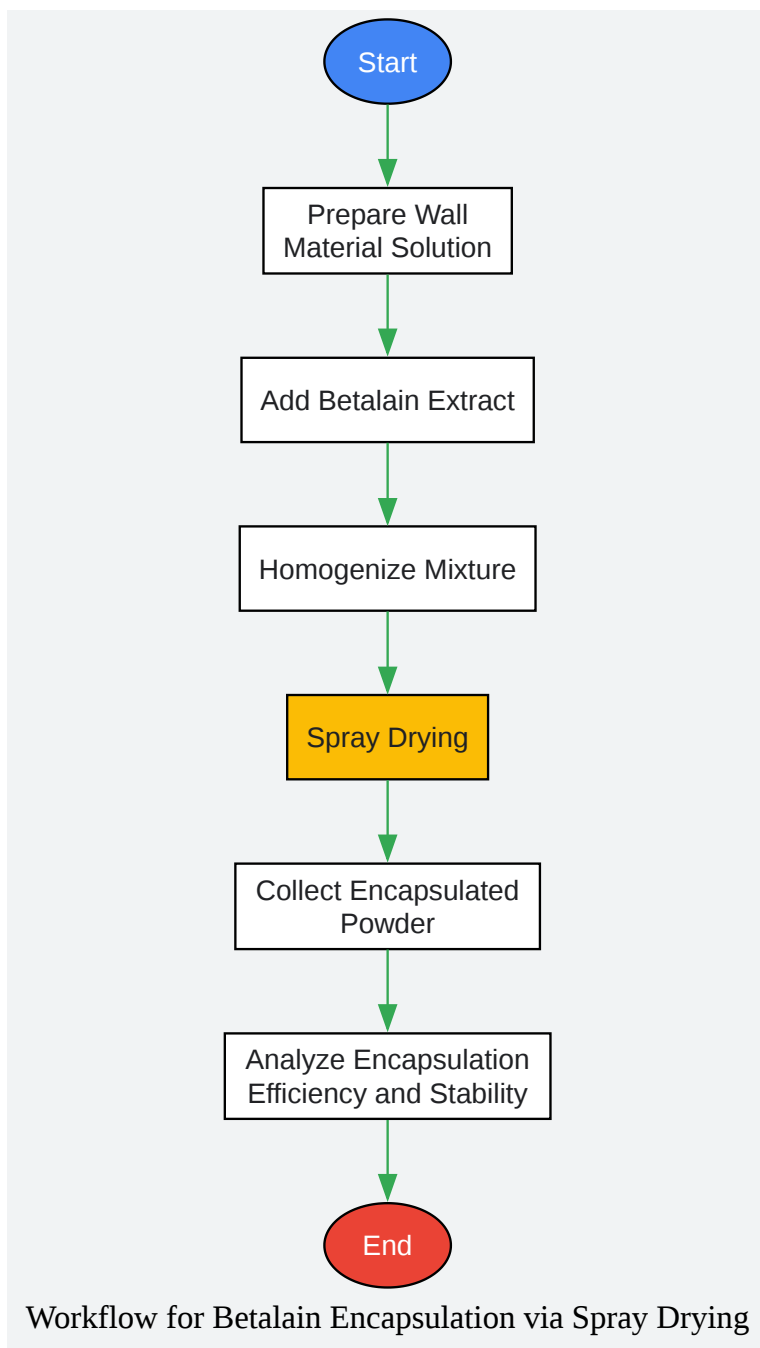 Start
Prepare Wall
Material Solution
Add Betalain Extract
Homogenize Mixture
Spray Drying
Collect Encapsulated
Powder
Analyze Encapsulation
Efficiency and Stability
End
Workflow for Betalain Encapsulation via Spray Drying